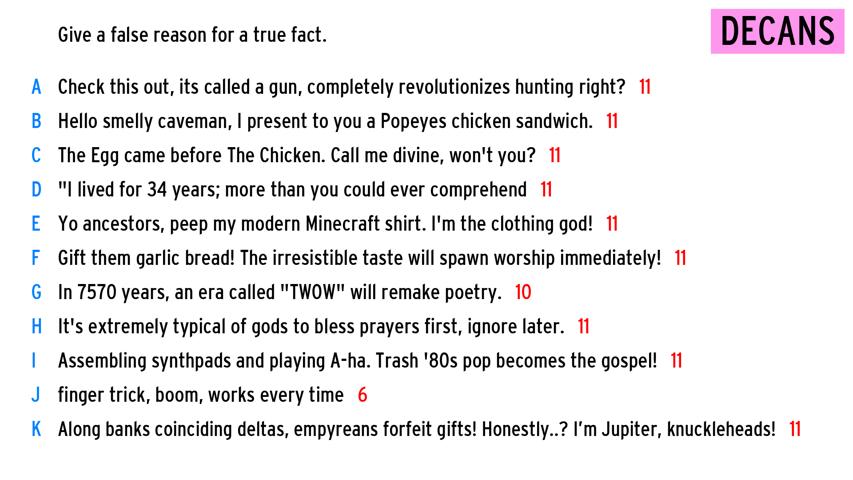 Give a false reason for a true fact.
DECANS
A Check this out, its called a gun, completely revolutionizes hunting right? 11
B Hello smelly caveman, I present to you a Popeyes chicken sandwich. 11
C The Egg came before The Chicken. Call me divine, won't you? 11
D "I lived for 34 years; more than you could ever comprehend 11
E Yo ancestors, peep my modern Minecraft shirt. I'm the clothing god! 11
F Gift them garlic bread! The irresistible taste will spawn worship immediately! 11
G In 7570 years, an era called "TWOW" will remake poetry. 10
H It's extremely typical of gods to bless prayers first, ignore later. 11
I Assembling synthpads and playing A-ha. Trash '80s pop becomes the gospel! 11
J finger trick, boom, works every time 6
K Along banks coinciding deltas, empyreans forfeit gifts! Honestly..? I’m Jupiter, knuckleheads! 11